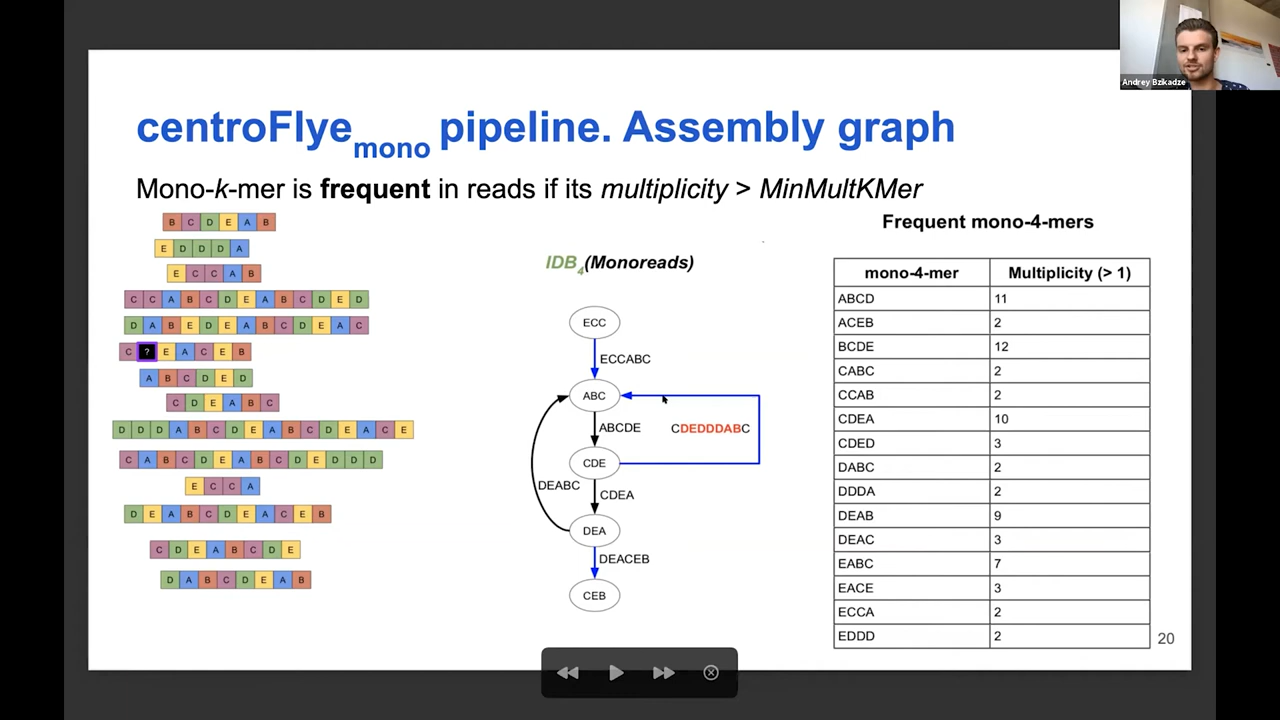 Andrey Bzikadze
centroFlye_mono pipeline. Assembly graph
Mono-k-mer is frequent in reads if its multiplicity > MinMultKMer
B C D E A B
E D D D A
E C C A B
C C A B C D E A B C D E D
D A B E D E A B C D E A C
C ? E A C E B
A B C D E D
C D E A B C
D D D A B C D E A B C D E A C E
C A B C D E A B C D E D D D
E C C A
D E A B C D E A C E B
C D E A B C D E
D A B C D E A B
IDB4(Monoreads)
ECC
ECCABC
ABC
ABCDE
CDEDDDABC
CDE
DEABC
CDEA
DEA
DEACEB
CEB
Frequent mono-4-mers
mono-4-mer Multiplicity (> 1)
ABCD 11
ACEB 2
BCDE 12
CABC 2
CCAB 2
CDEA 10
CDED 3
DABC 2
DDDA 2
DEAB 9
DEAC 3
EABC 7
EACE 3
ECCA 2
EDDD 2
20